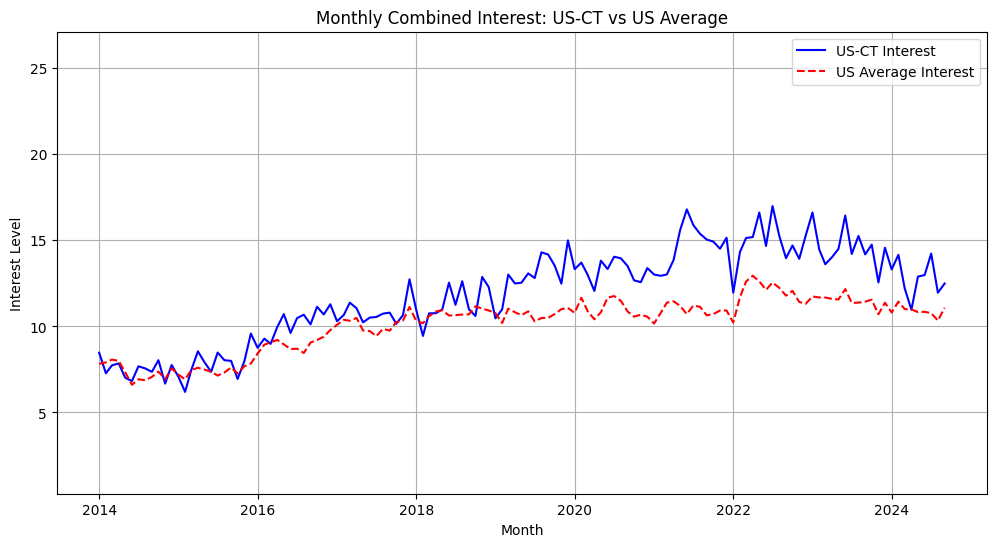 Monthly Combined Interest: US-CT vs US Average
US-CT Interest
US Average Interest
Interest Level
25
20
15
10
5
2014 2016 2018 2020 2022 2024
Month